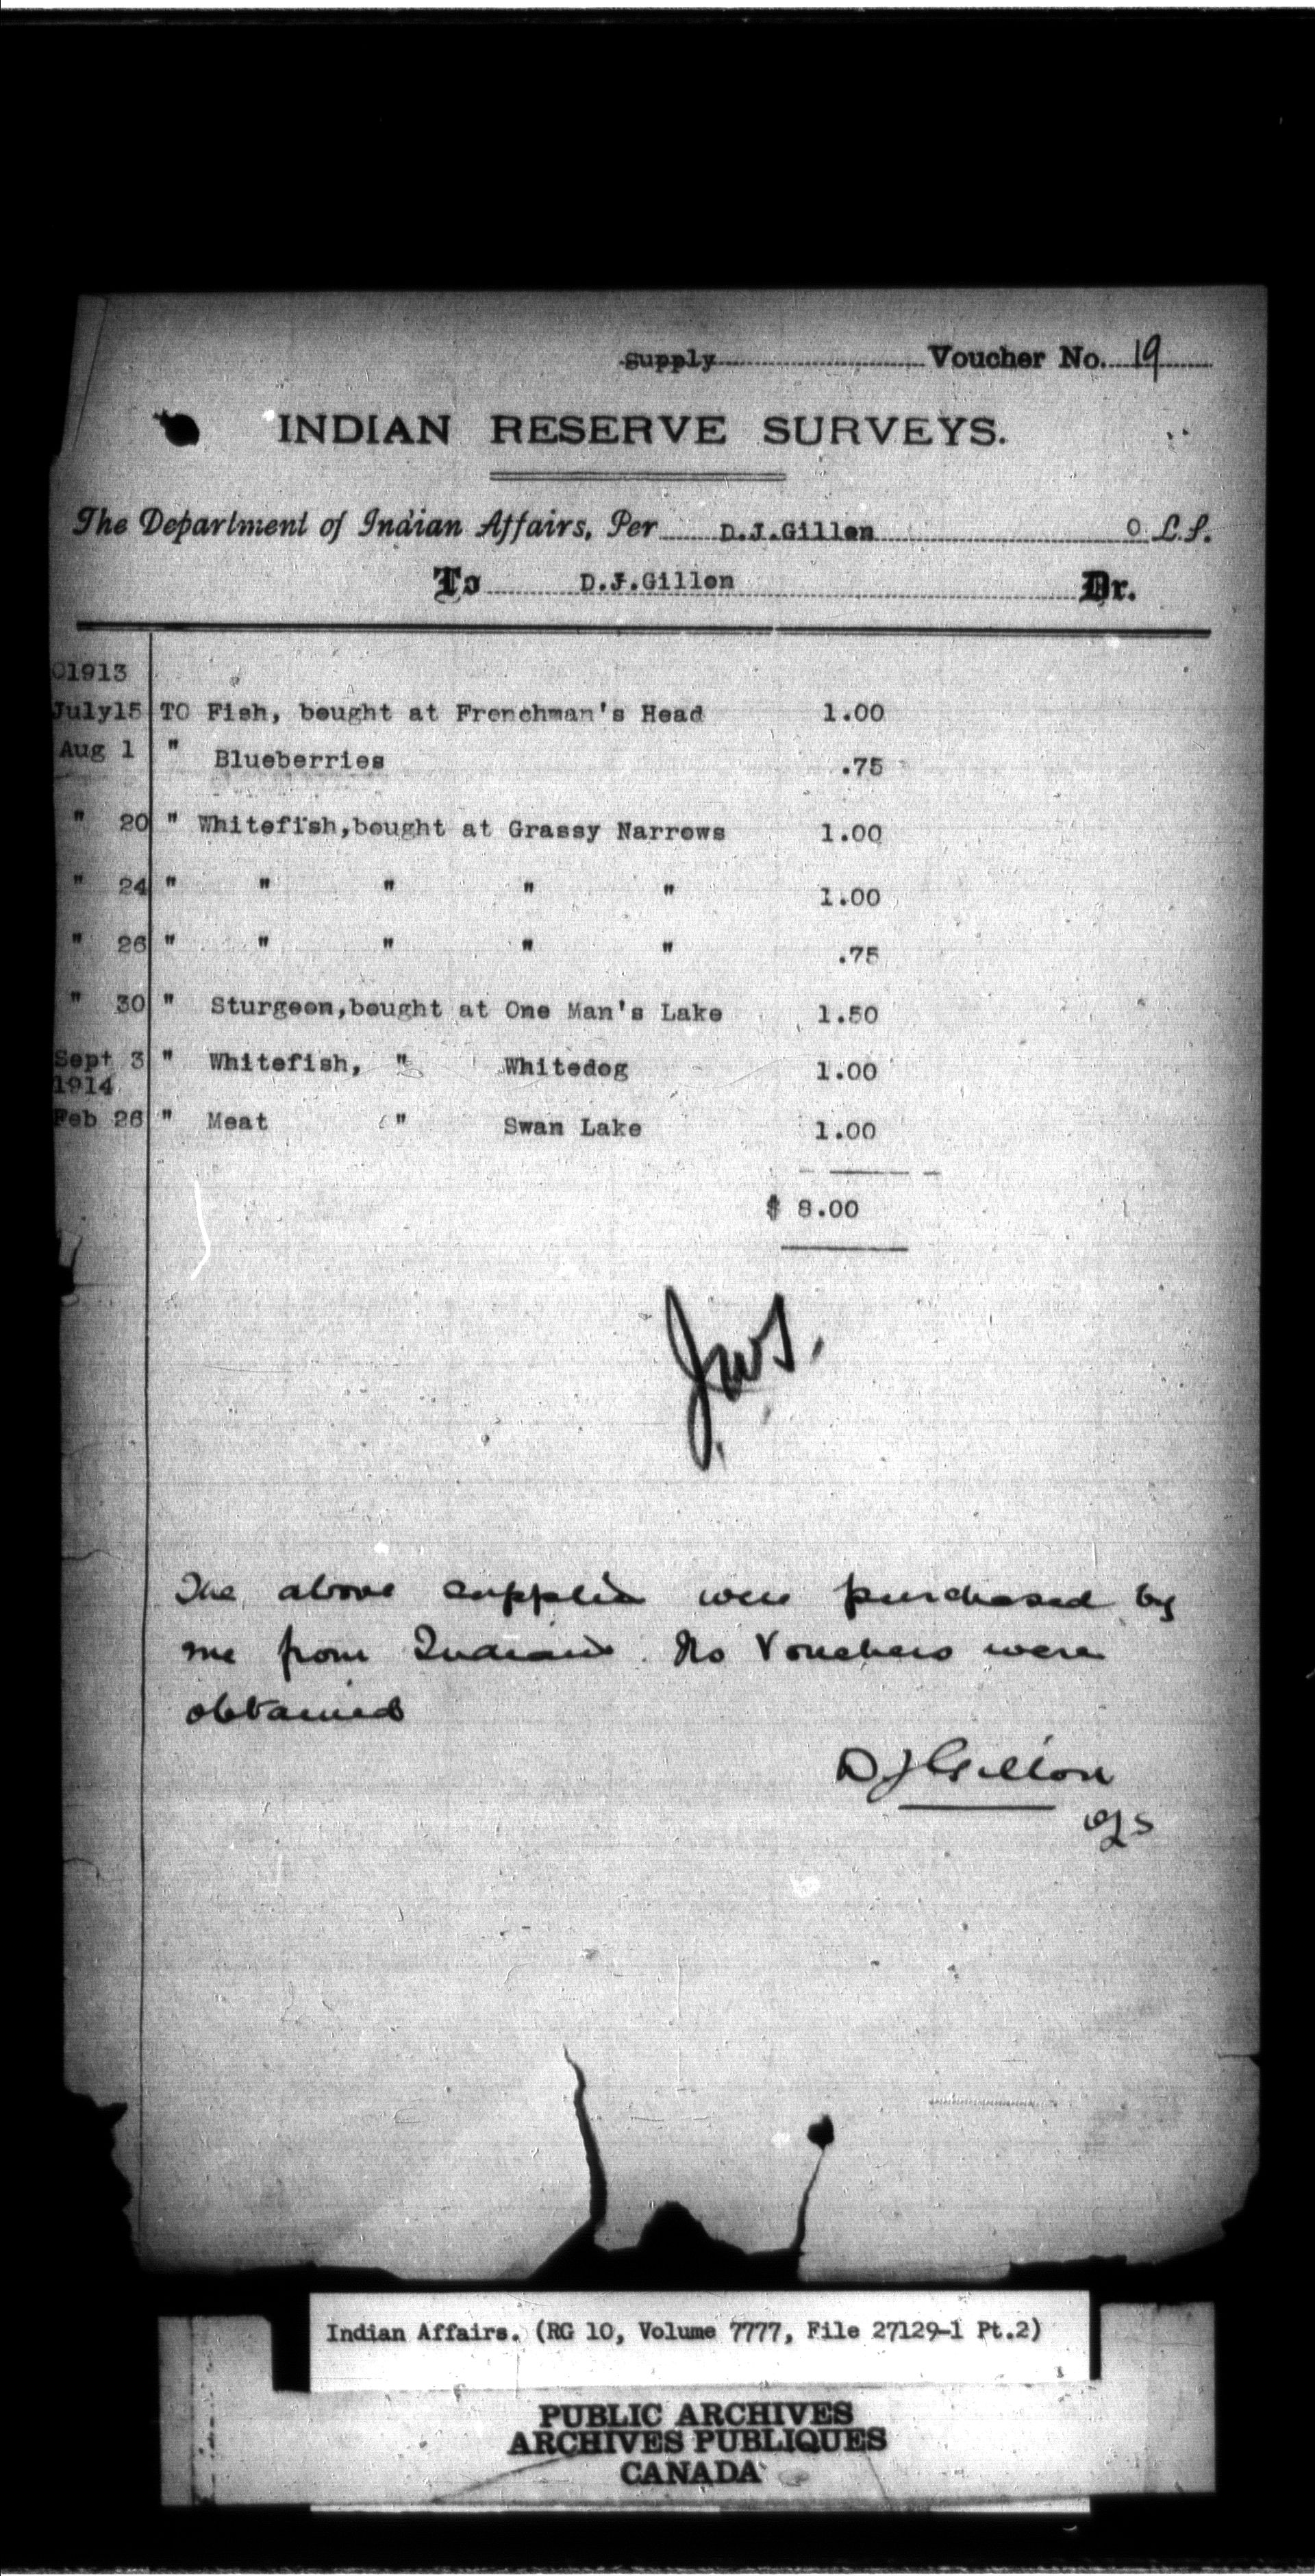 Supply Voucher No. 19
INDIAN RESERVE SURVEYS.
The Department of Indian Affairs, Per D.J.Gillon O L.S.
To D.J.Gillon Dr.
1913
July 15 TO Fish, bought at Frenchman's Head 1.00
Aug 1 " Blueberries .75
" 20 " Whitefish,bought at Grassy Narrows 1.00
" 24 " " " " " 1.00
" 26 " " " " " .75
" 30 " Sturgeon,bought at One Man's Lake 1.50
Sept 3 " Whitefish, " Whitedog 1.00
1914
Feb 26 " Meat " Swan Lake 1.00
$ 8.00
The above supplies were purchased by
me from Indians. No Vouchers were
obtained
D J Gillon
Indian Affairs. (RG 10, Volume 7777, File 27129-1 Pt.2)
PUBLIC ARCHIVES
ARCHIVES PUBLIQUES
CANADA